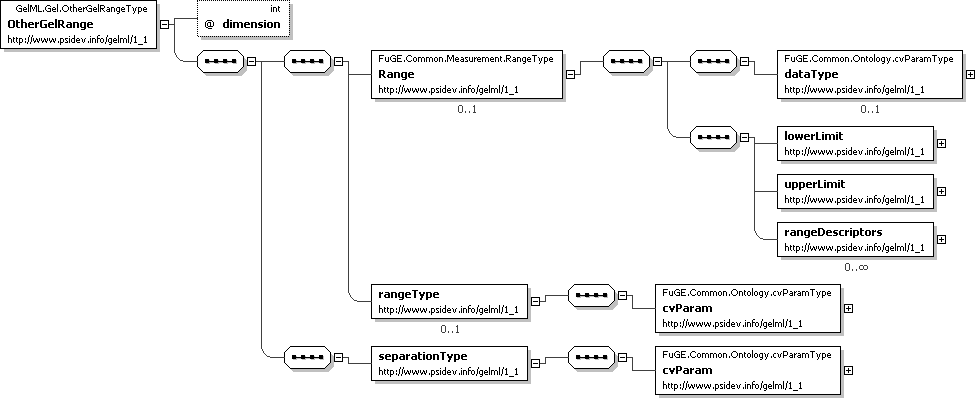 GelML.Gel.OtherGelRangeType
OtherGelRange
http://www.psidev.info/gelml/1_1
int
@ dimension
FuGE.Common.Measurement.RangeType
Range
http://www.psidev.info/gelml/1_1
0..1
FuGE.Common.Ontology.cvParamType
dataType
http://www.psidev.info/gelml/1_1
0..1
lowerLimit
http://www.psidev.info/gelml/1_1
upperLimit
http://www.psidev.info/gelml/1_1
rangeDescriptors
http://www.psidev.info/gelml/1_1
0..∞
rangeType
http://www.psidev.info/gelml/1_1
0..1
FuGE.Common.Ontology.cvParamType
cvParam
http://www.psidev.info/gelml/1_1
separationType
http://www.psidev.info/gelml/1_1
FuGE.Common.Ontology.cvParamType
cvParam
http://www.psidev.info/gelml/1_1